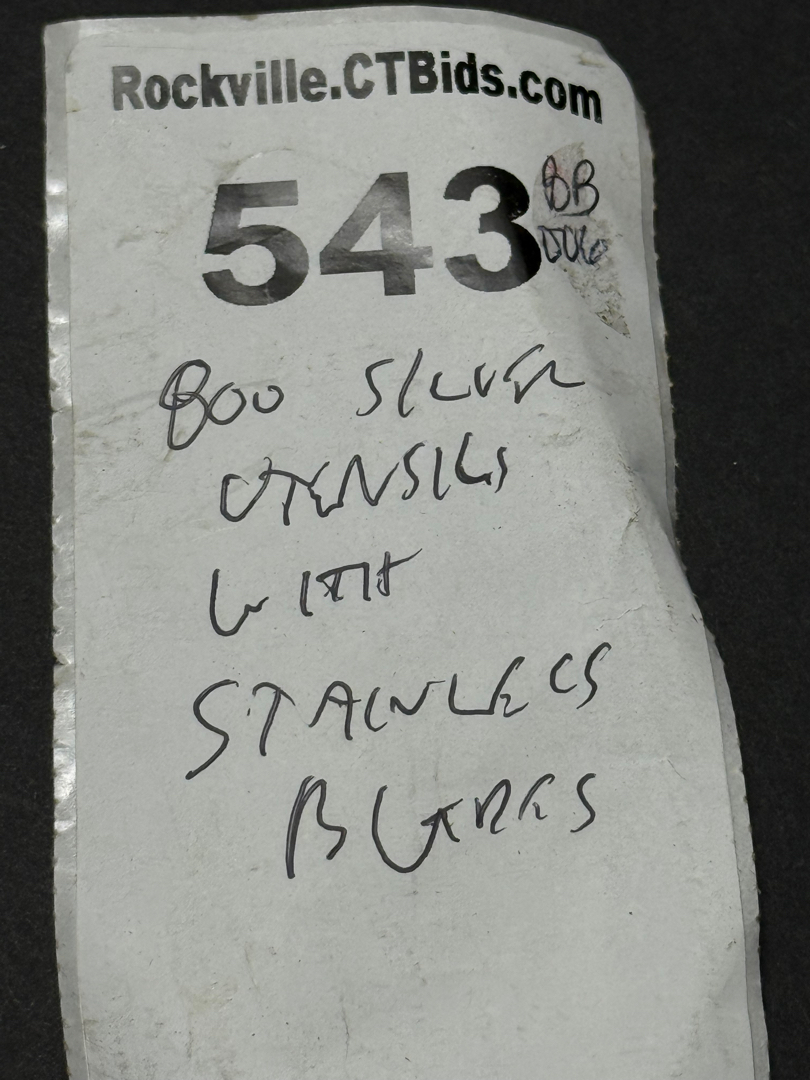 Rockville.CTBids.com
543
BB
800 SILVER
UTENSILS
WITH
STAINLESS
BLADES